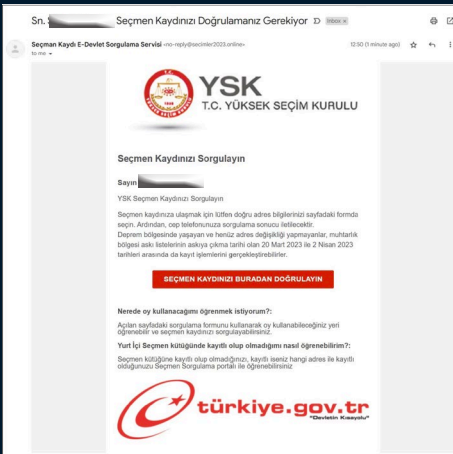 Sn. S Seçmen Kaydınızı Doğrulamanız Gerekiyor Inbox x
Seçman Kaydı E-Devlet Sorgulama Servisi <no-reply@secimler2023.online> 12:50 (1 minute ago)
to me
YSK
T.C. YÜKSEK SEÇİM KURULU
Seçmen Kaydınızı Sorgulayın
Sayın
YSK Seçmen Kaydınızı Sorgulayın
Seçmen kaydınıza ulaşmak için lütfen doğru adres bilgilerinizi sayfadaki formda
seçin. Ardından, cep telefonunuza sorgulama sonucu iletilecektir.
Deprem bölgesinde yaşayan ve henüz adres değişikliği yapmayanlar, muhtarlık
bölgesi askı listelerinin askıya çıkma tarihi olan 20 Mart 2023 ile 2 Nisan 2023
tarihleri arasında da kayıt işlemlerini gerçekleştirebilirler.
SEÇMEN KAYDINIZI BURADAN DOĞRULAYIN
Nerede oy kullanacağımı öğrenmek istiyorum?:
Açılan sayfadaki sorgulama formunu kullanarak oy kullanabileceğiniz yeri
öğrenebilir ve seçmen kaydınızı sorgulayabilirsiniz.
Yurt İçi Seçmen kütüğünde kayıtlı olup olmadığımı nasıl öğrenebilirim?:
Seçmen kütüğüne kayıtlı olup olmadığınızı, kayıtlı iseniz hangi adres ile kayıtlı
olduğunuzu Seçmen Sorgulama portalı ile öğrenebilirsiniz
türkiye.gov.tr
"Devletin Kısayolu"